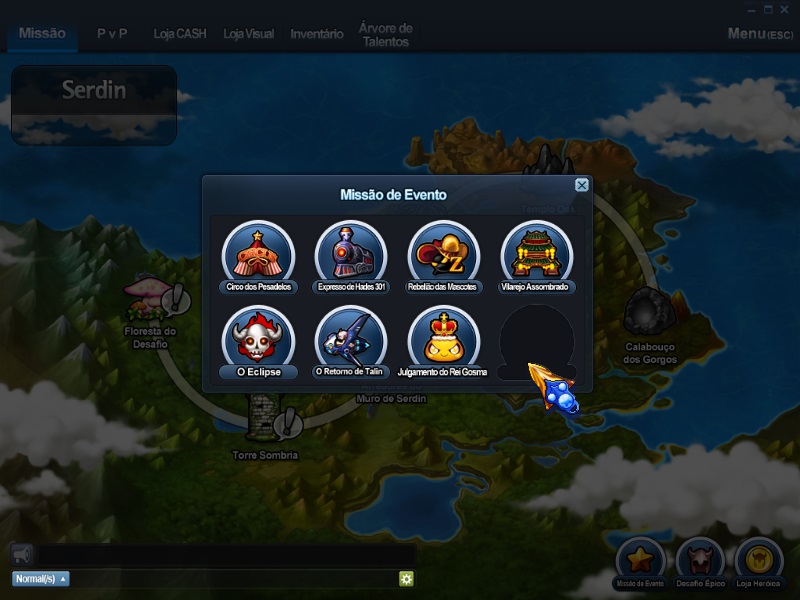 Missão
P v P
Loja CASH
Loja Visual
Inventário
Árvore de
Talentos
Menu(ESC)
Serdin
Missão de Evento
CIRCUS
Circo dos Pesadelos
Expresso de Hades 301
Z
Rebelião das Mascotes
Vilarejo Assombrado
O Eclipse
O Retorno de Talin
Julgamento do Rei Gosma
Floresta do
Desafio
Calabouço
dos Gorgos
Muro de Serdin
Torre Sombria
Normal(/s)
Missão de Evento
Desafio Épico
Loja Heróica